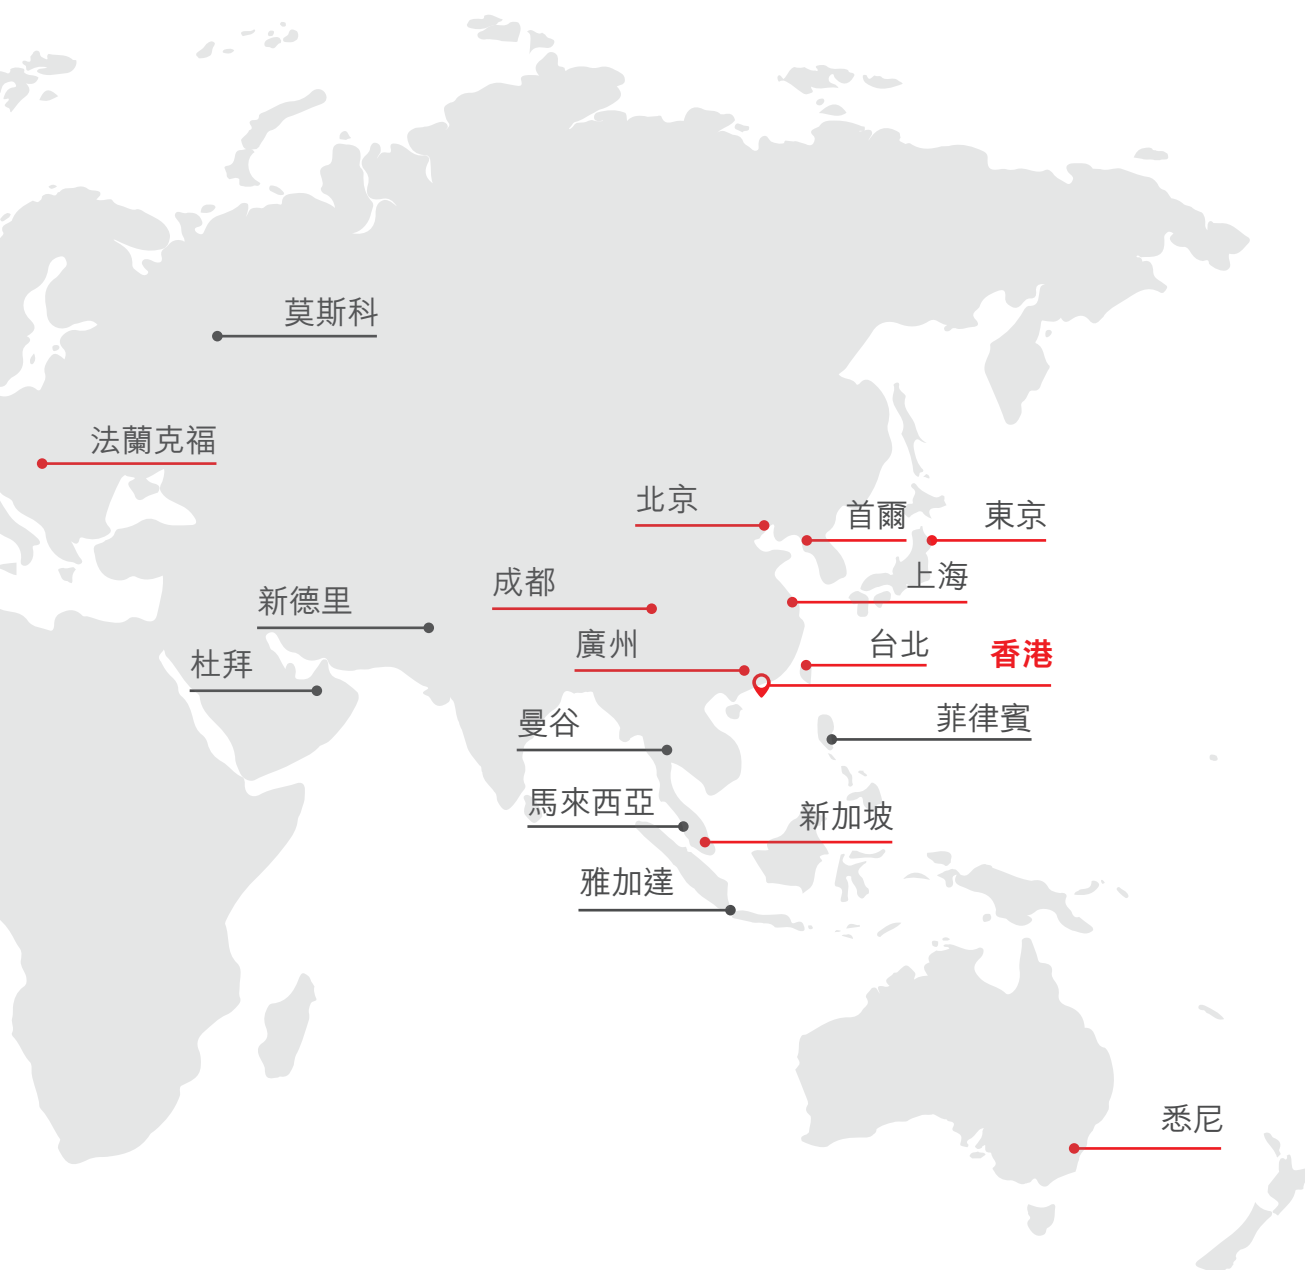 莫斯科
法蘭克福
北京
首爾
東京
成都
上海
新德里
廣州
台北
香港
杜拜
曼谷
菲律賓
馬來西亞
新加坡
雅加達
悉尼